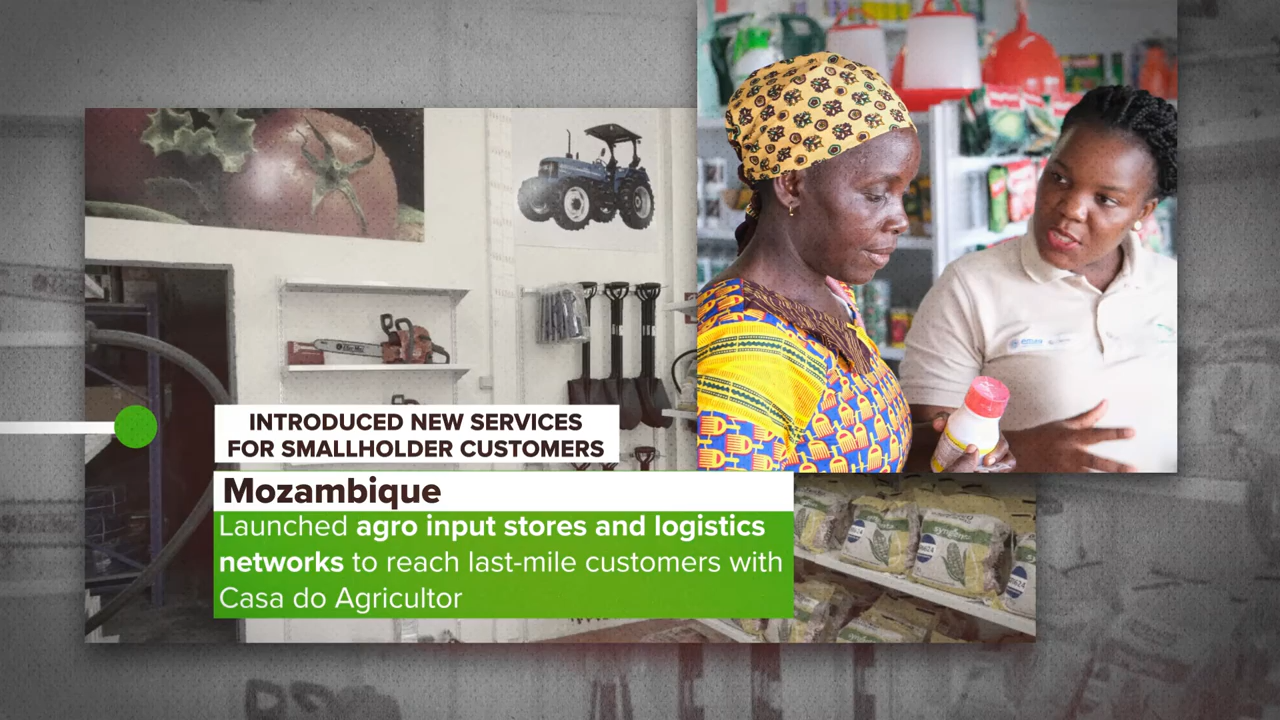 INTRODUCED NEW SERVICES
FOR SMALLHOLDER CUSTOMERS
Mozambique
Launched agro input stores and logistics
networks to reach last-mile customers with
Casa do Agricultor
syngenta